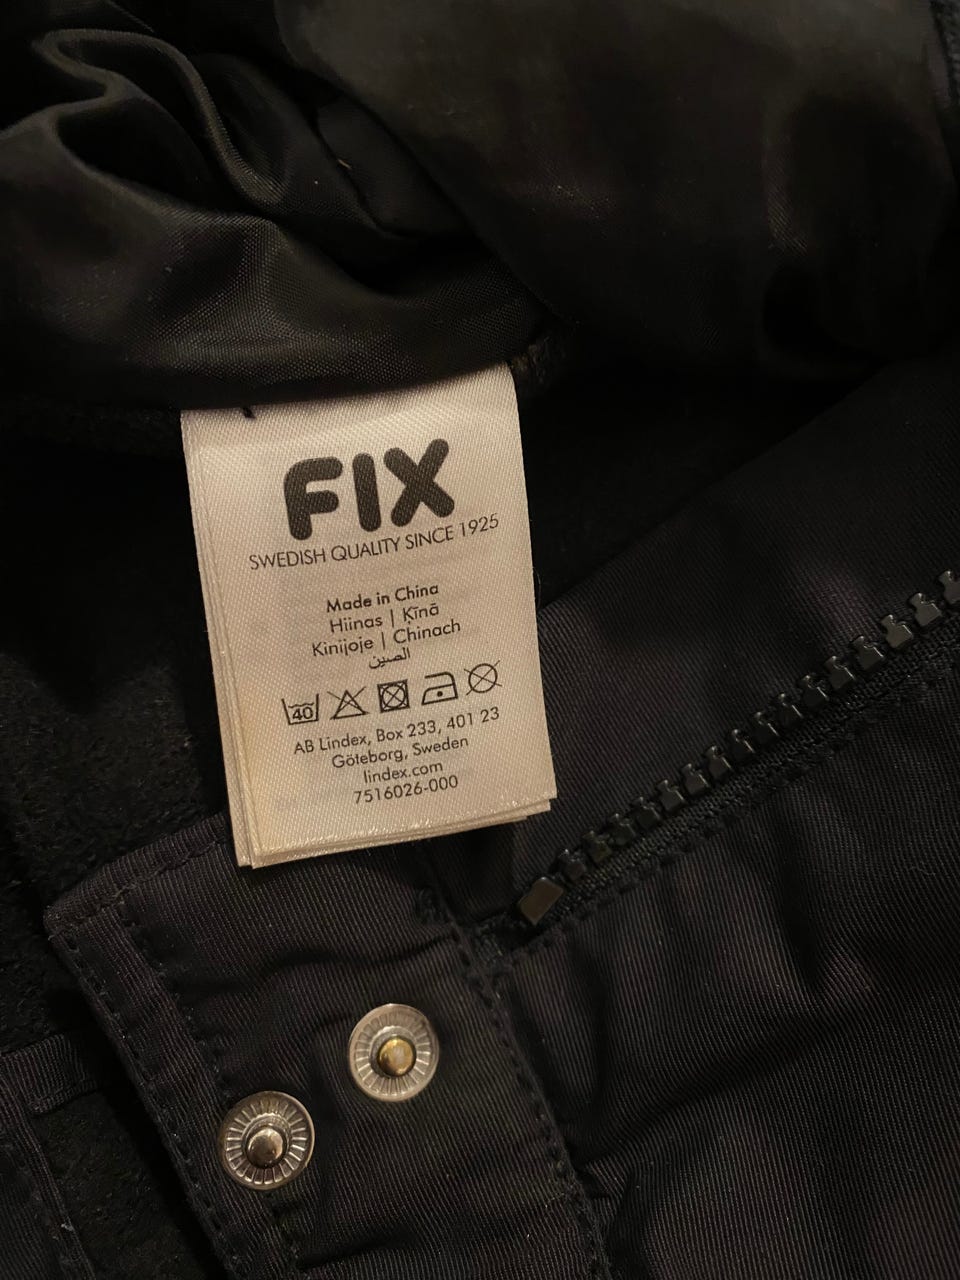 FIX
SWEDISH QUALITY SINCE 1925
Made in China
Hiinas | Ķīnā
Kinijoje | Chinach
الصين
40
AB Lindex, Box 233, 401 23
Göteborg, Sweden
lindex.com
7516026-000